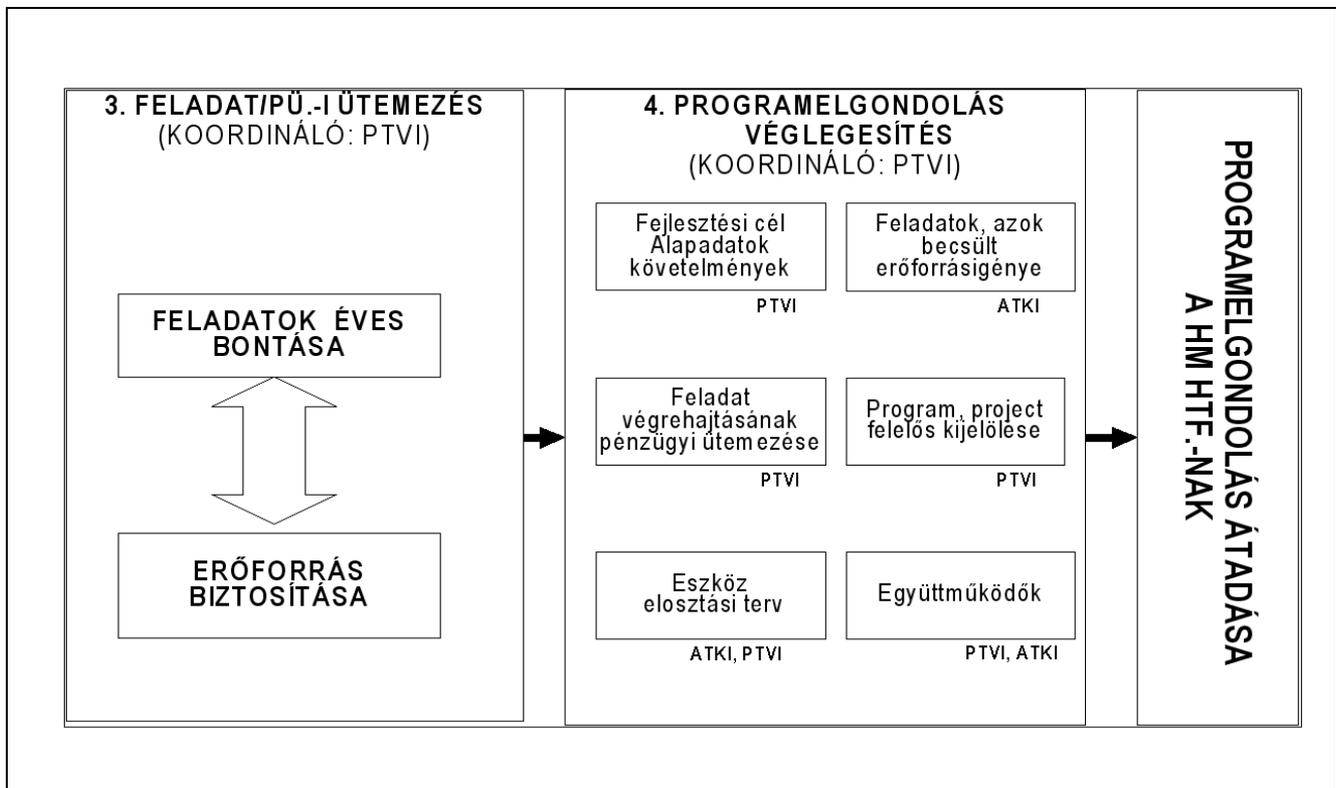 3. FELADAT/PÜ.-I ÜTEMEZÉS
(KOORDINÁLÓ: PTVI)
FELADATOK ÉVES
BONTÁSA
ERŐFORRÁS
BIZTOSÍTÁSA
4. PROGRAMELGONDOLÁS
VÉGLEGESÍTÉS
(KOORDINÁLÓ: PTVI)
Fejlesztési cél
Alapadatok
követelmények
PTVI
Feladatok, azok
becsült
erőforrásigénye
ATKI
Feladat
végrehajtásának
pénzügyi ütemezése
PTVI
Program, project
felelős kijelölése
PTVI
Eszköz
elosztási terv
ATKI, PTVI
Együttműködők
PTVI, ATKI
PROGRAMELGONDOLÁS ÁTADÁSA
A HM HTF.-NAK